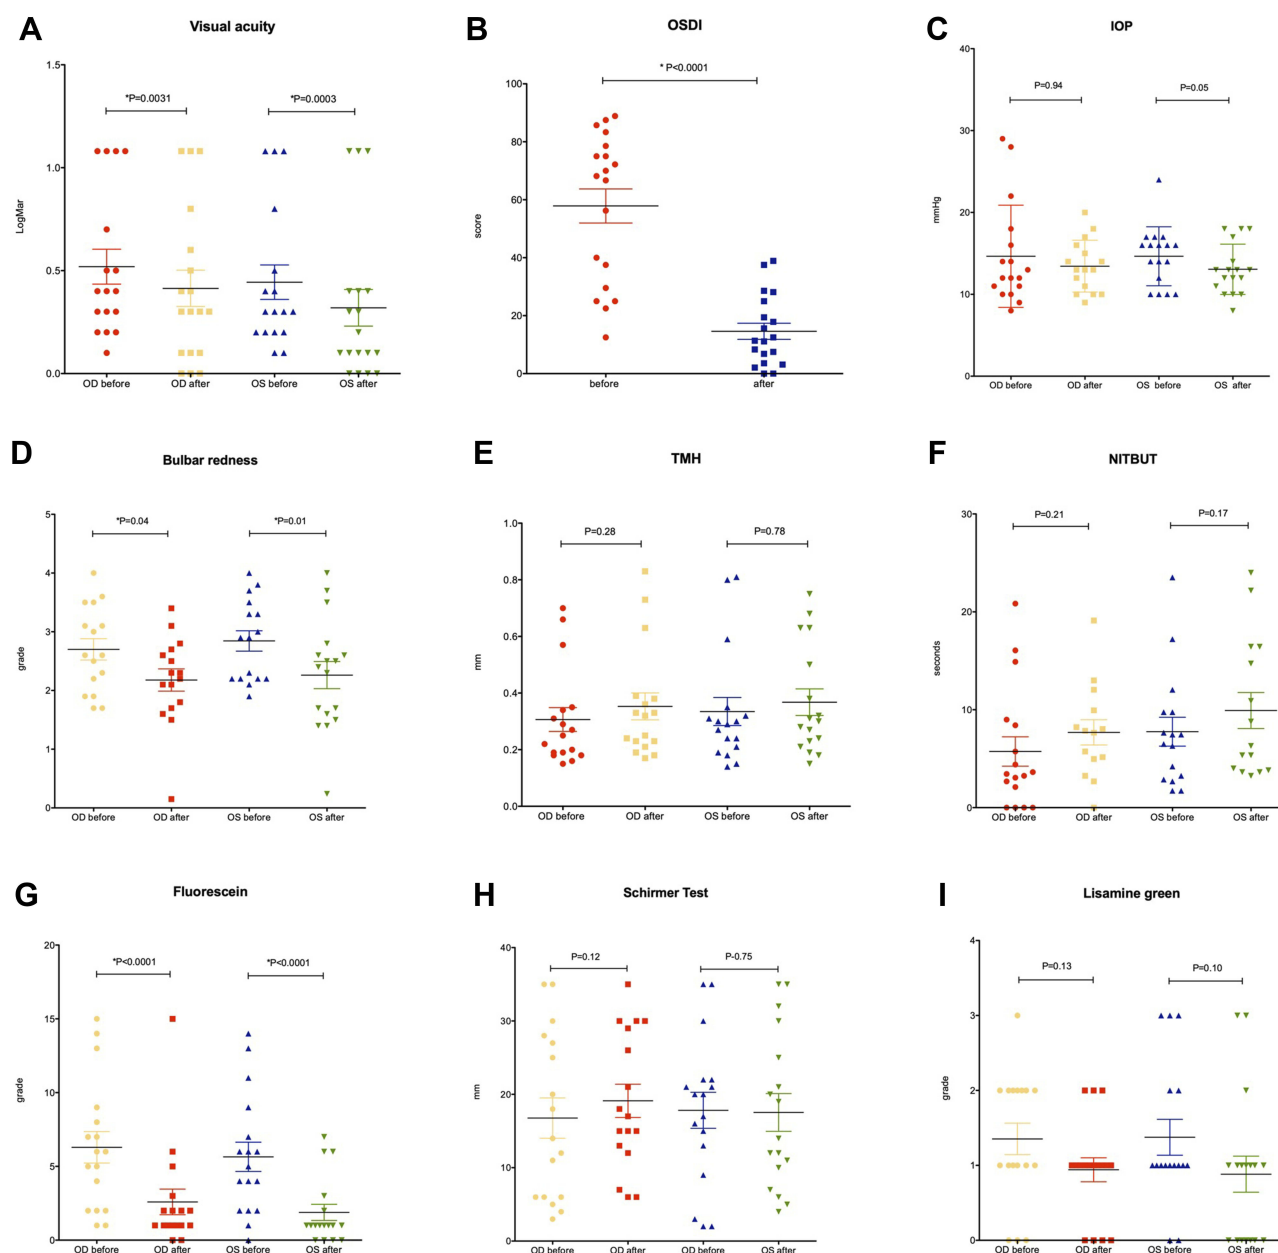 A
Visual acuity
1.5
1.0
0.5
0.0
LogMar
*P=0.0031
*P=0.0003
OD before
OD after
OS before
OS after
B
OSDI
100
80
60
40
20
0
score
* P<0.0001
before
after
C
IOP
40
30
20
10
0
mmHg
P=0.94
P=0.05
OD before
OD after
OS before
OS after
D
Bulbar redness
5
4
3
2
1
0
grade
*P=0.04
*P=0.01
OD before
OD after
OS before
OS after
E
TMH
1.0
0.8
0.6
0.4
0.2
0.0
mm
P=0.28
P=0.78
OD before
OD after
OS before
OS after
F
NITBUT
30
20
10
0
seconds
P=0.21
P=0.17
OD before
OD after
OS before
OS after
G
Fluorescein
20
15
10
5
0
grade
*P<0.0001
*P<0.0001
OD before
OD after
OS before
OS after
H
Schirmer Test
40
30
20
10
0
mm
P=0.12
P-0.75
OD before
OD after
OS before
OS after
I
Lisamine green
4
3
2
1
0
grade
P=0.13
P=0.10
OD before
OD after
OS before
OS after